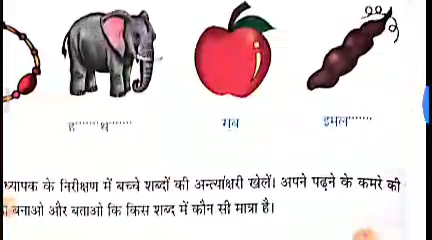 ह.......थ.......
सब
इमल.......
ध्यापक के निरीक्षण में बच्चे शब्दों की अन्त्यांक्षरी खेलें। अपने पढ़ने के कमरे की
बनाओ और बताओ कि किस शब्द में कौन सी मात्रा है।